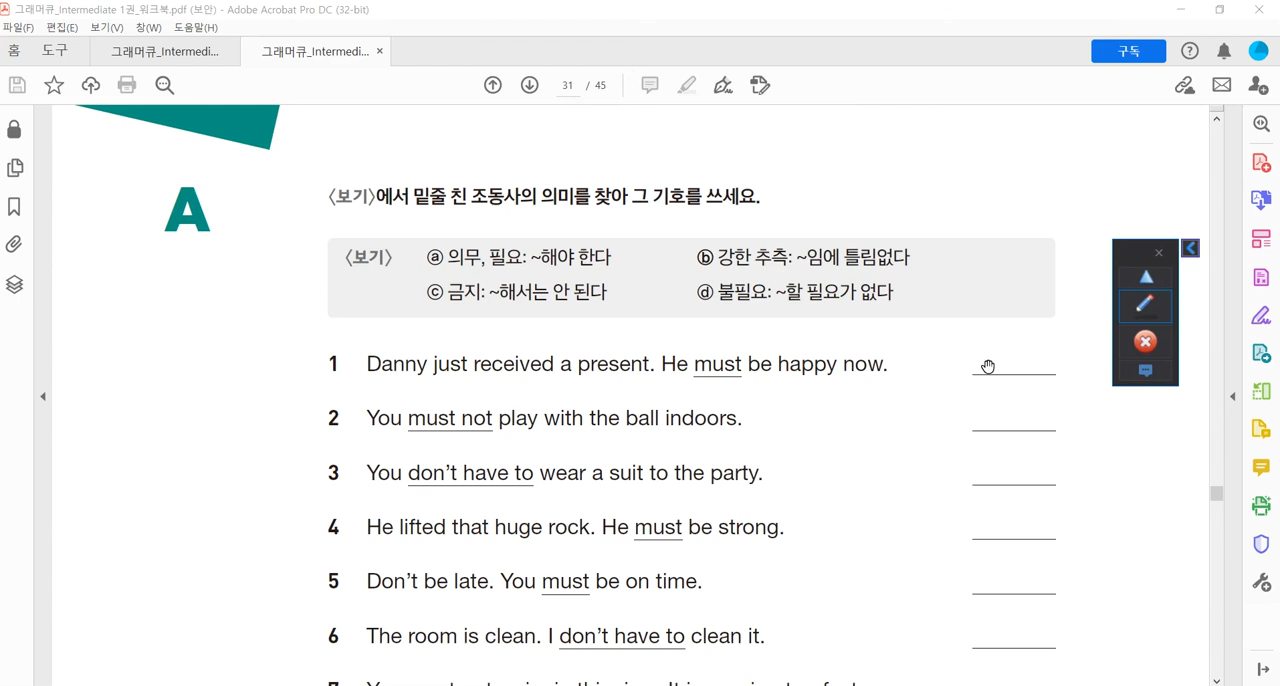 그래머큐_Intermediate 1권_워크북.pdf (보안) - Adobe Acrobat Pro DC (32-bit)
파일(F) 편집(E) 보기(V) 창(W) 도움말(H)
홈 도구 그래머큐_Intermedi... 그래머큐_Intermedi... × 구독
31 / 45
A
〈보기〉에서 밑줄 친 조동사의 의미를 찾아 그 기호를 쓰세요.
〈보기〉 ⓐ 의무, 필요: ~해야 한다 ⓑ 강한 추측: ~임에 틀림없다
ⓒ 금지: ~해서는 안 된다 ⓓ 불필요: ~할 필요가 없다
1 Danny just received a present. He must be happy now.
2 You must not play with the ball indoors.
3 You don't have to wear a suit to the party.
4 He lifted that huge rock. He must be strong.
5 Don't be late. You must be on time.
6 The room is clean. I don't have to clean it.